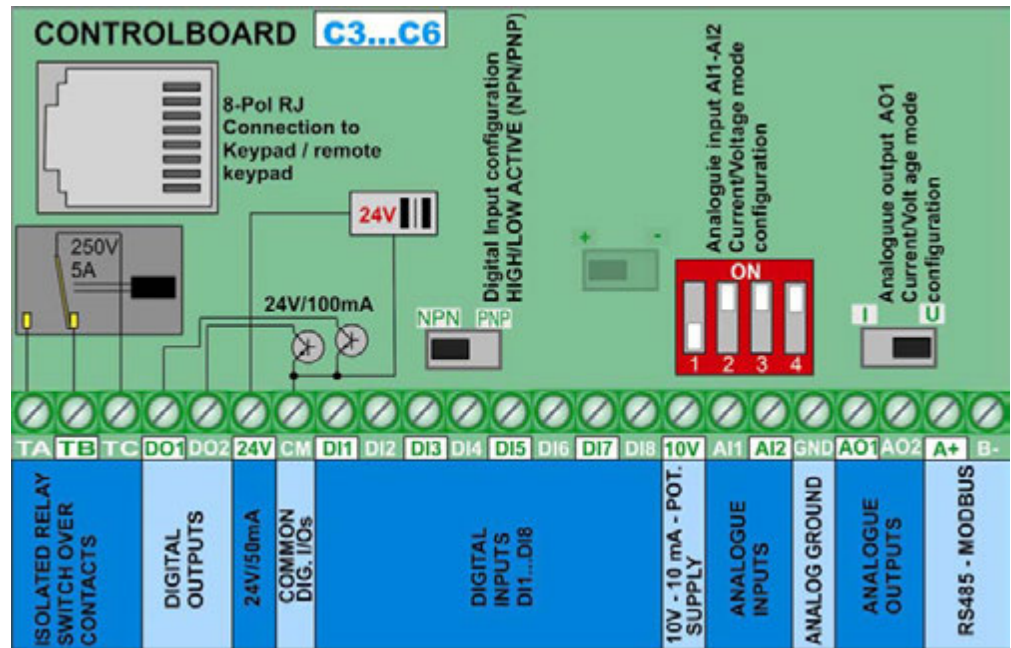 CONTROLBOARD C3...C6
8-Pol RJ
Connection to
Keypad / remote
keypad
24V
250V
5A
24V/100mA
Digital Input configuration
HIGH/LOW ACTIVE (NPN/PNP)
NPN PNP
+ -
Analoguie input AI1-AI2
Current/Voltage mode
configuration
ON
1 2 3 4
Analogue output AO1
Current/Volt age mode
configuration
I U
TA TB TC DO1 DO2 24V CM DI1 DI2 DI3 DI4 DI5 DI6 DI7 DI8 10V AI1 AI2 GND AO1 AO2 A+ B-
ISOLATED RELAY
SWITCH OVER
CONTACTS
DIGITAL
OUTPUTS
24V/50mA
COMMON
DIG. I/Os
DIGITAL
INPUTS
DI1...DI8
10V - 10 mA - POT.
SUPPLY
ANALOGUE
INPUTS
ANALOG GROUND
ANALOGUE
OUTPUTS
RS485 - MODBUS